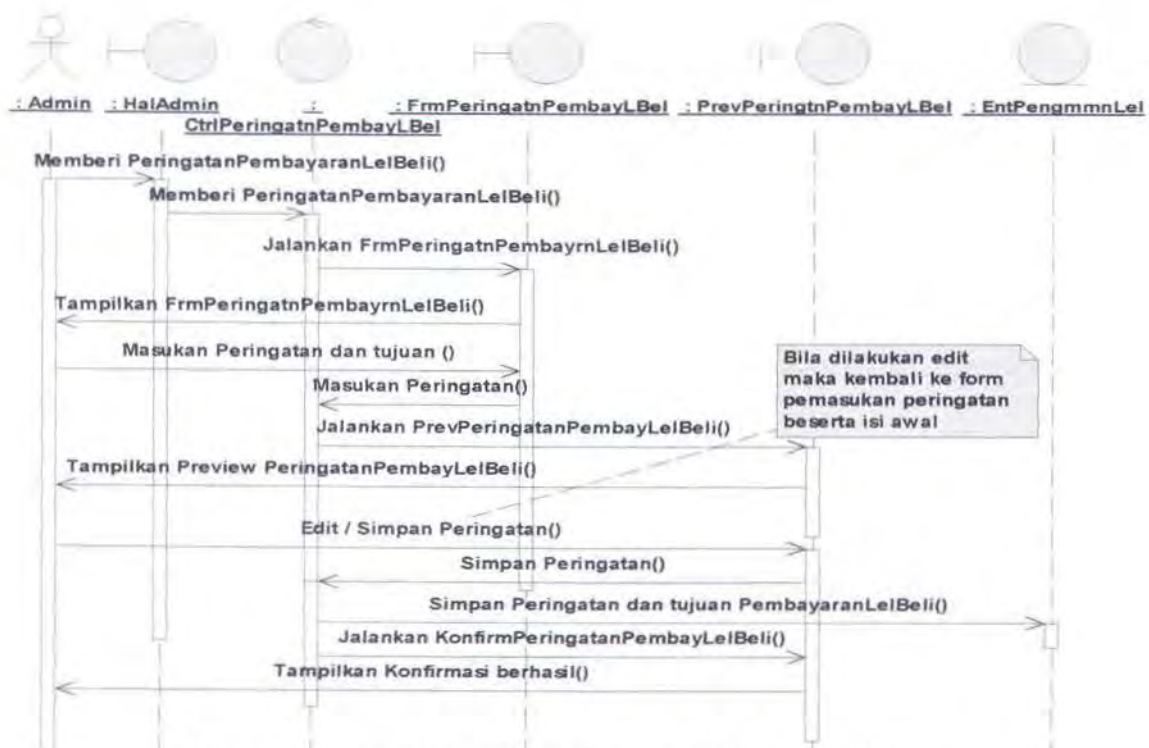 : Admin
: HalAdmin
:
CtrlPeringatnPembayLBel
: FrmPeringatnPembayLBel
: PrevPeringtnPembayLBel
: EntPengmmnLel
Memberi PeringatanPembayaranLelBeli()
Memberi PeringatanPembayaranLelBeli()
Jalankan FrmPeringatnPembayrnLelBeli()
Tampilkan FrmPeringatnPembayrnLelBeli()
Masukan Peringatan dan tujuan ()
Masukan Peringatan()
Bila dilakukan edit
maka kembali ke form
pemasukan peringatan
beserta isi awal
Jalankan PrevPeringatanPembayLelBeli()
Tampilkan Preview PeringatanPembayLelBeli()
Edit / Simpan Peringatan()
Simpan Peringatan()
Simpan Peringatan dan tujuan PembayaranLelBeli()
Jalankan KonfirmPeringatanPembayLelBeli()
Tampilkan Konfirmasi berhasil()